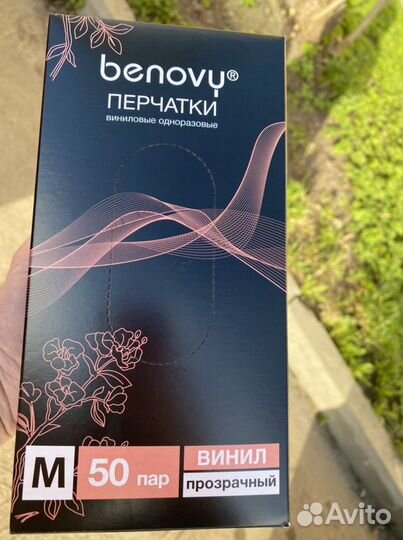 benovy®
ПЕРЧАТКИ
виниловые одноразовые
M 50 пар ВИНИЛ
прозрачный
Avito